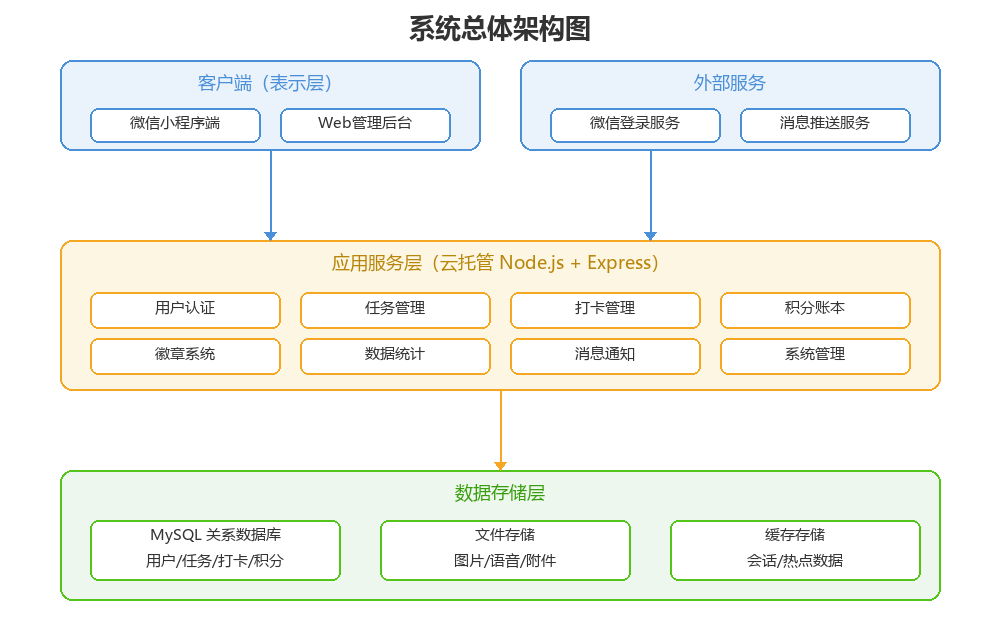 系统总体架构图
客户端（表示层）
外部服务
微信小程序端
Web管理后台
微信登录服务
消息推送服务
应用服务层（云托管 Node.js + Express）
用户认证
任务管理
打卡管理
积分账本
徽章系统
数据统计
消息通知
系统管理
数据存储层
MySQL 关系数据库
用户/任务/打卡/积分
文件存储
图片/语音/附件
缓存存储
会话/热点数据